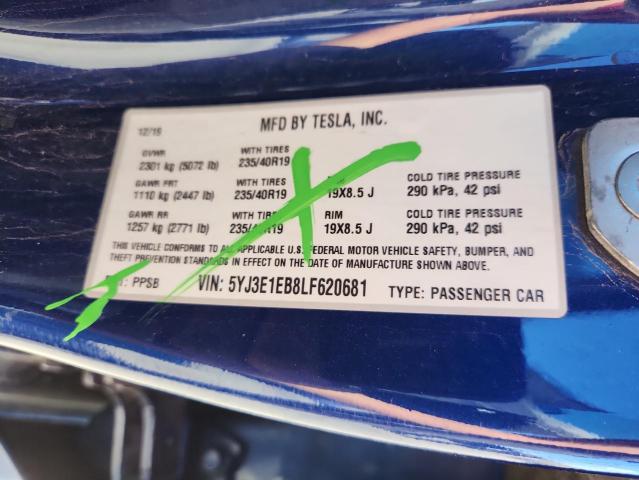 MFD BY TESLA, INC.
12/19
GVWR WITH TIRES
2301 kg (5072 lb) 235/40R19
GAWR FRT WITH TIRES RIM COLD TIRE PRESSURE
1110 kg (2447 lb) 235/40R19 19X8.5 J 290 kPa, 42 psi
GAWR RR WITH TIRES RIM COLD TIRE PRESSURE
1257 kg (2771 lb) 235/40R19 19X8.5 J 290 kPa, 42 psi
THIS VEHICLE CONFORMS TO ALL APPLICABLE U.S. FEDERAL MOTOR VEHICLE SAFETY, BUMPER, AND
THEFT PREVENTION STANDARDS IN EFFECT ON THE DATE OF MANUFACTURE SHOWN ABOVE.
PPSB VIN: 5YJ3E1EB8LF620681 TYPE: PASSENGER CAR